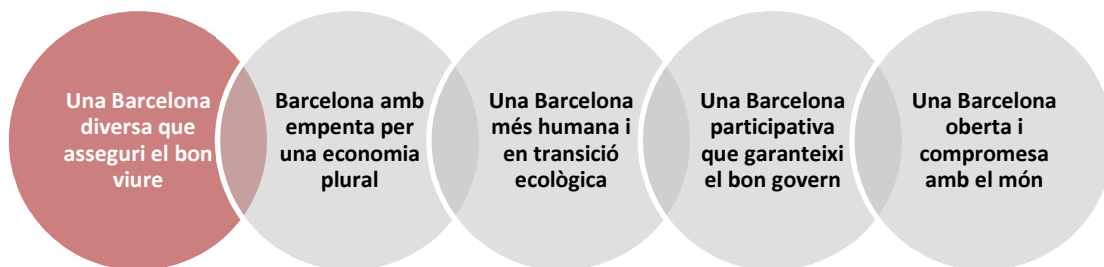 Una Barcelona
diversa que
asseguri el bon
viure
Barcelona amb
empenta per
una economia
plural
Una Barcelona
més humana i
en transició
ecològica
Una Barcelona
participativa
que garanteixi
el bon govern
Una Barcelona
oberta i
compromesa
amb el món